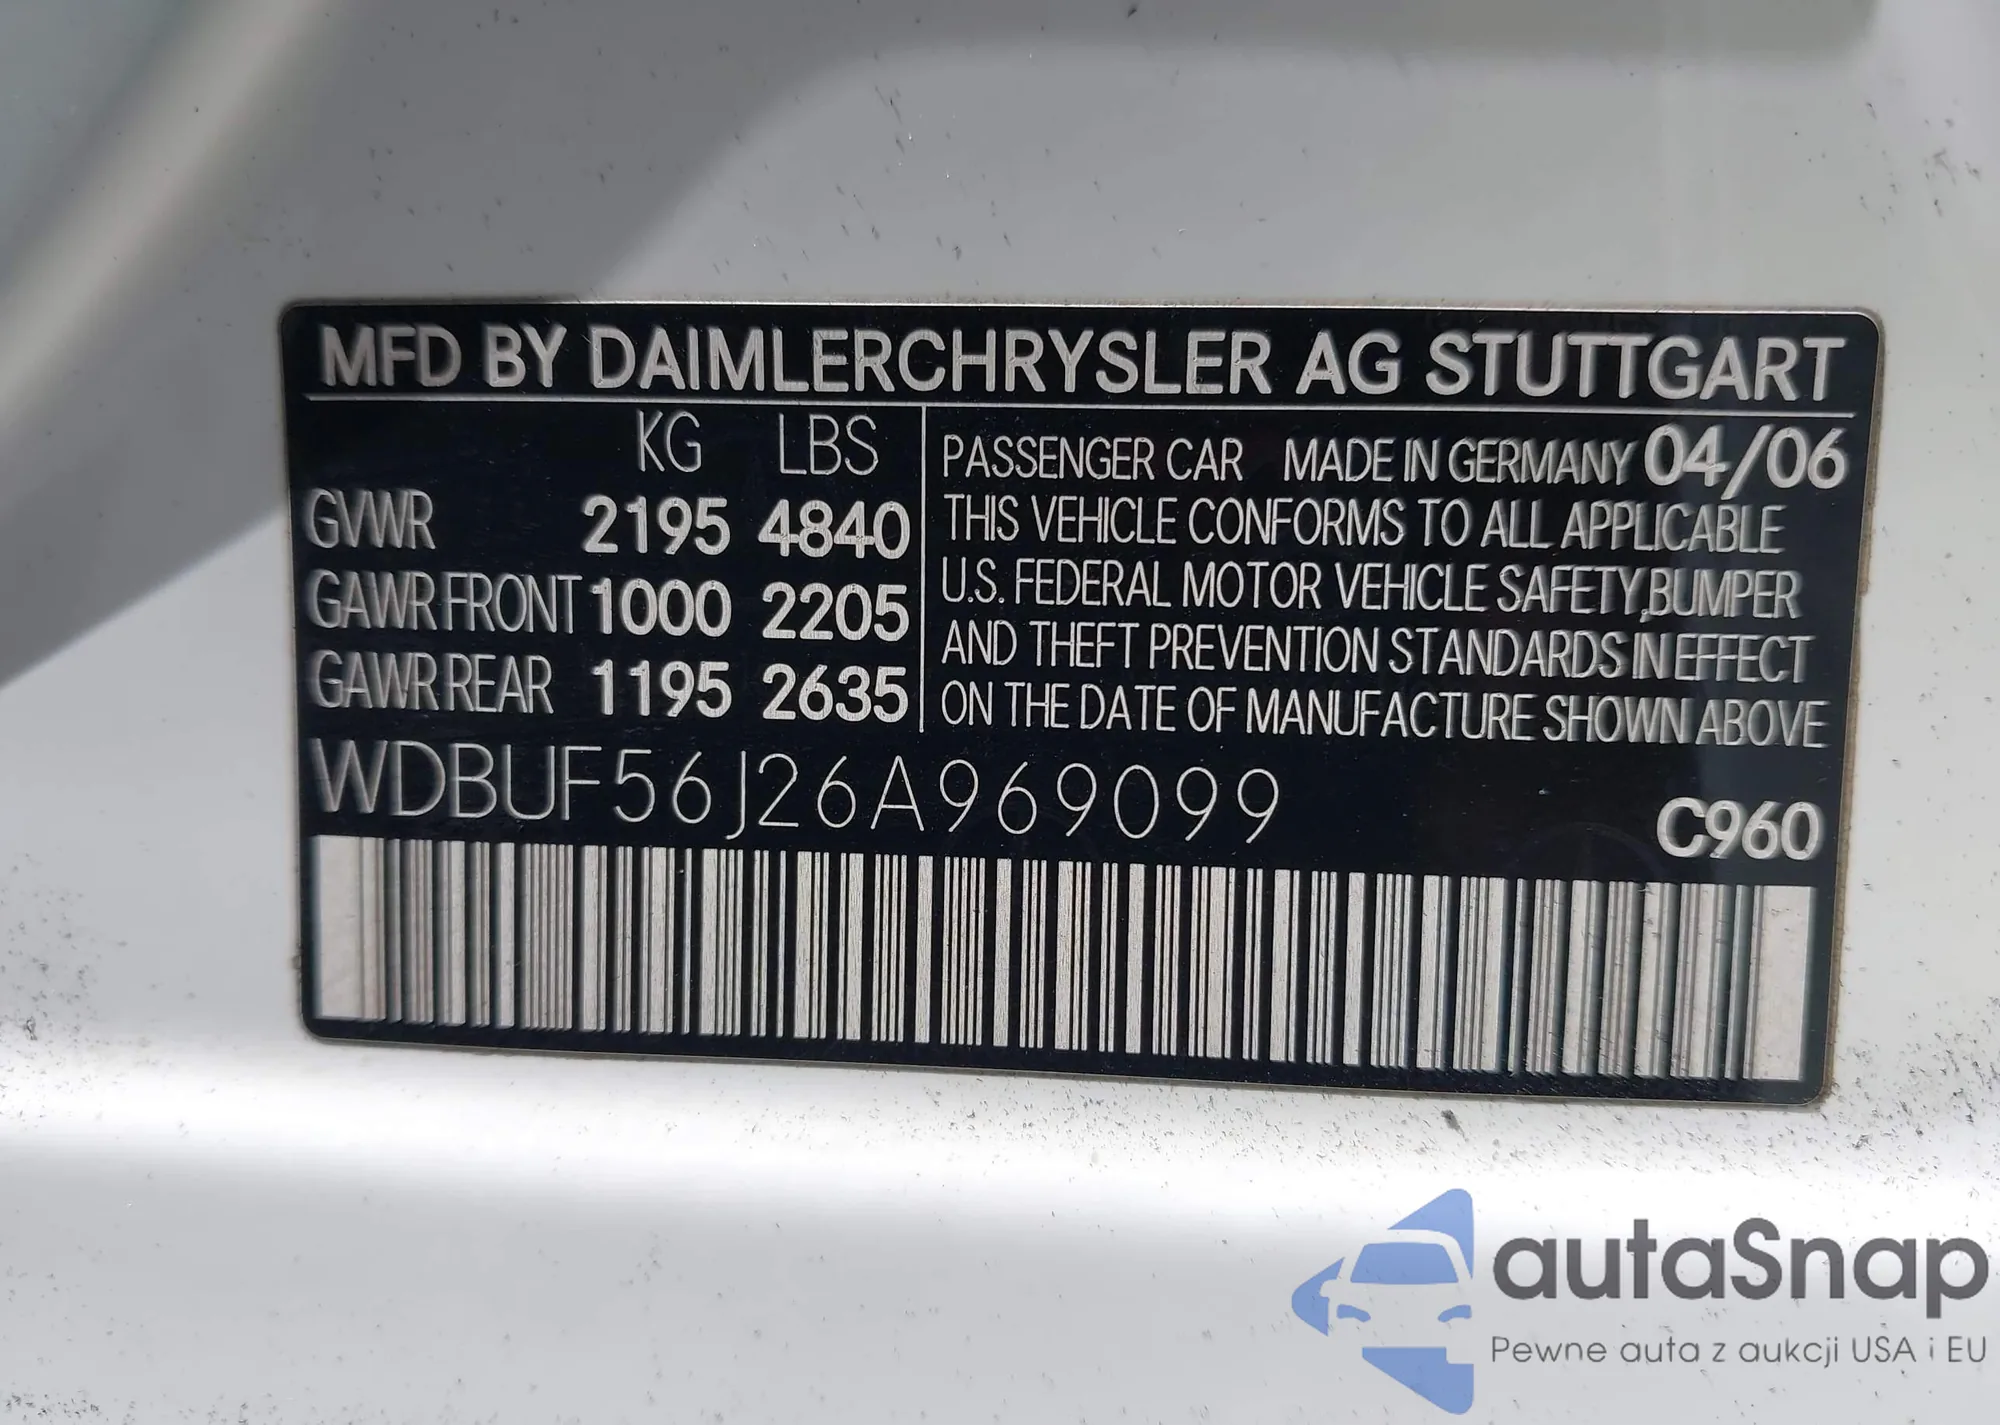 MFD BY DAIMLERCHRYSLER AG STUTTGART
KG LBS
GVWR 2195 4840
GAWR FRONT 1000 2205
GAWR REAR 1195 2635
PASSENGER CAR MADE IN GERMANY 04/06
THIS VEHICLE CONFORMS TO ALL APPLICABLE
U.S. FEDERAL MOTOR VEHICLE SAFETY,BUMPER
AND THEFT PREVENTION STANDARDS IN EFFECT
ON THE DATE OF MANUFACTURE SHOWN ABOVE
WDBUF56J26A969099
C960
autaSnap
Pewne auta z aukcji USA i EU